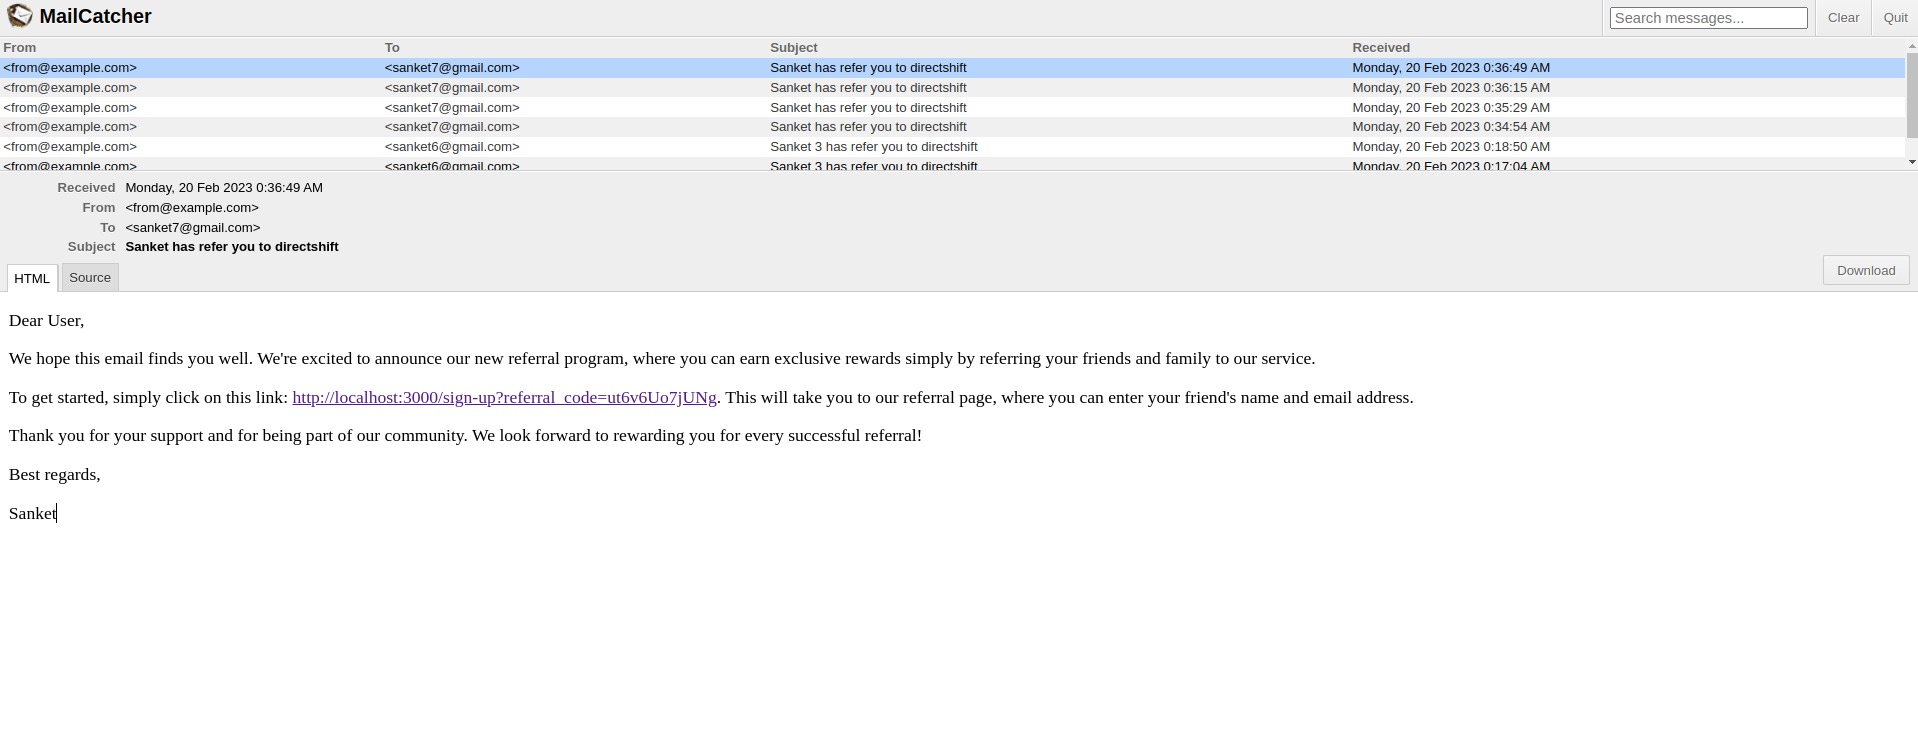 MailCatcher
Search messages...
Clear
Quit
From To Subject Received
<from@example.com> <sanket7@gmail.com> Sanket has refer you to directshift Monday, 20 Feb 2023 0:36:49 AM
<from@example.com> <sanket7@gmail.com> Sanket has refer you to directshift Monday, 20 Feb 2023 0:36:15 AM
<from@example.com> <sanket7@gmail.com> Sanket has refer you to directshift Monday, 20 Feb 2023 0:35:29 AM
<from@example.com> <sanket7@gmail.com> Sanket has refer you to directshift Monday, 20 Feb 2023 0:34:54 AM
<from@example.com> <sanket6@gmail.com> Sanket 3 has refer you to directshift Monday, 20 Feb 2023 0:18:50 AM
<from@example.com> <sanket6@gmail.com> Sanket 3 has refer you to directshift Monday, 20 Feb 2023 0:17:04 AM
Received Monday, 20 Feb 2023 0:36:49 AM
From <from@example.com>
To <sanket7@gmail.com>
Subject Sanket has refer you to directshift
HTML
Source
Download
Dear User,
We hope this email finds you well. We're excited to announce our new referral program, where you can earn exclusive rewards simply by referring your friends and family to our service.
To get started, simply click on this link: http://localhost:3000/sign-up?referral_code=ut6v6Uo7jUNg. This will take you to our referral page, where you can enter your friend's name and email address.
Thank you for your support and for being part of our community. We look forward to rewarding you for every successful referral!
Best regards,
Sanket